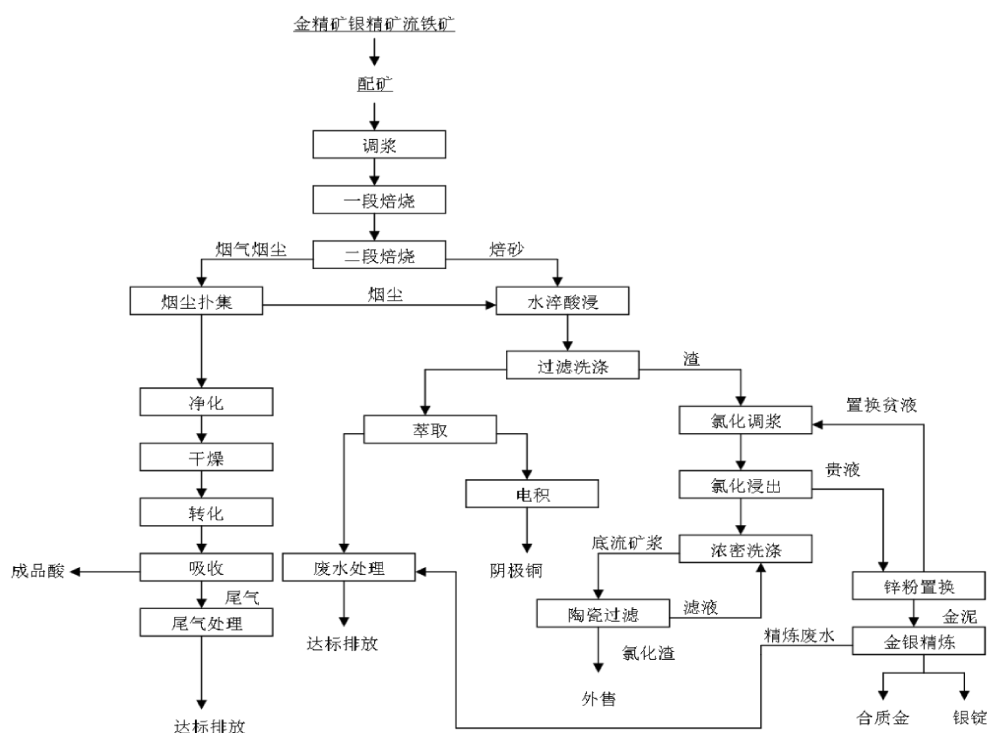 金精矿银精矿流铁矿
配矿
调浆
一段焙烧
烟气烟尘
二段焙烧
焙砂
烟尘扑集
烟尘
水淬酸浸
过滤洗涤
渣
净化
萃取
氯化调浆
置换贫液
干燥
电积
氯化浸出
贵液
转化
底流矿浆
浓密洗涤
成品酸
吸收
废水处理
阴极铜
锌粉置换
尾气
陶瓷过滤
滤液
金泥
尾气处理
达标排放
氯化渣
精炼废水
金银精炼
外售
达标排放
合质金
银锭